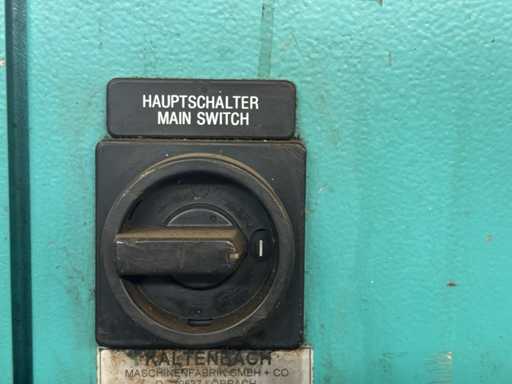 HAUPTSCHALTER
MAIN SWITCH
I
KALTENBACH
MASCHINENFABRIK GMBH + CO